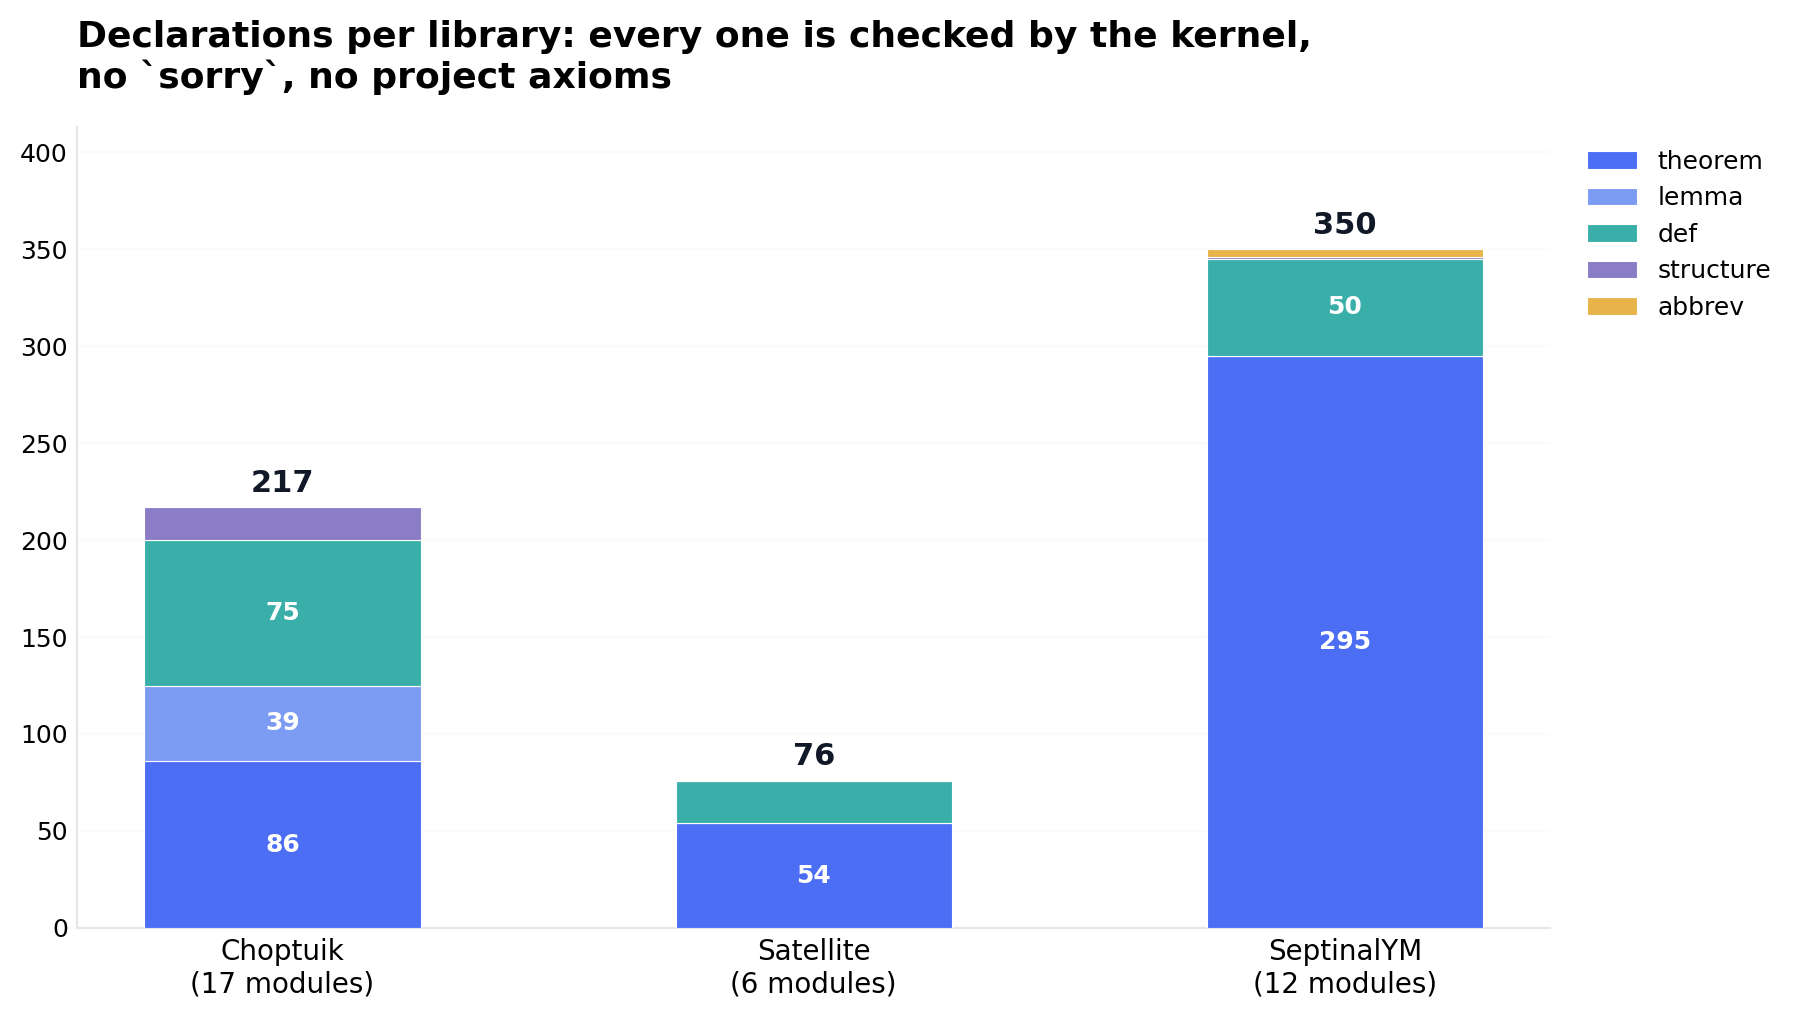 Declarations per library: every one is checked by the kernel,
no `sorry`, no project axioms
400
350
300
250
200
150
100
50
0
217
75
39
86
76
54
350
50
295
Choptuik
(17 modules)
Satellite
(6 modules)
SeptinalYM
(12 modules)
theorem
lemma
def
structure
abbrev